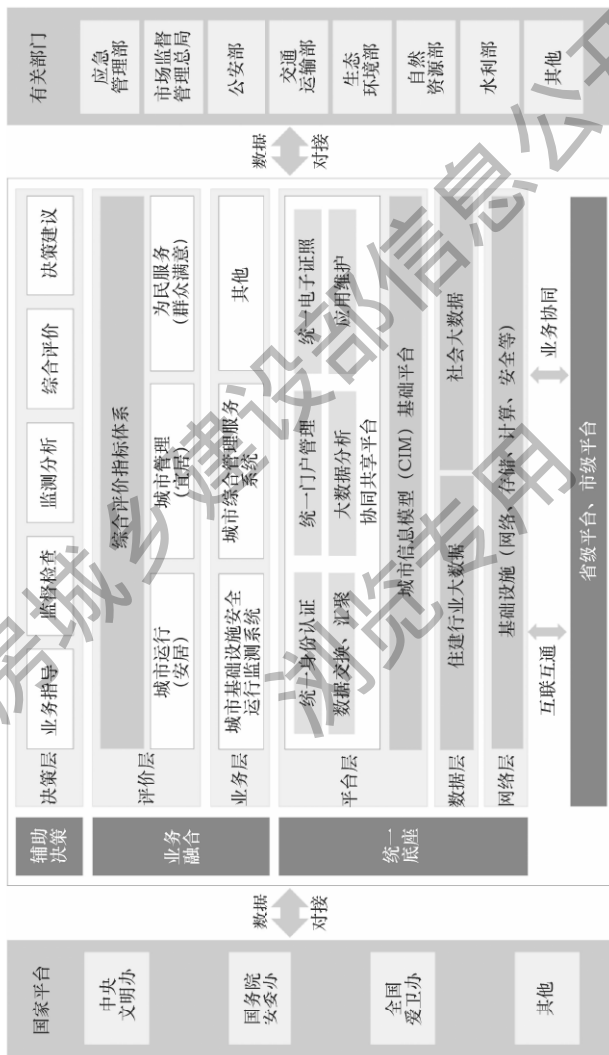 国家平台
中央
文明办
国务院
安委办
全国
爱卫办
其他
数据
对接
辅助
决策
决策层
业务指导
监督检查
监测分析
综合评价
决策建议
业务
融合
评价层
综合评价指标体系
城市运行
（安居）
城市管理
（宜居）
为民服务
（群众满意）
业务层
城市基础设施安全
运行监测系统
城市综合管理服务
系统
其他
统一
底座
平台层
统一身份认证
统一门户管理
统一电子证照
数据交换、汇聚
大数据分析
应用维护
协同共享平台
城市信息模型（CIM）基础平台
数据层
住建行业大数据
社会大数据
网络层
基础设施（网络、存储、计算、安全等）
互联互通
业务协同
省级平台、市级平台
数据
对接
有关部门
应急
管理部
市场监督
管理总局
公安部
交通
运输部
生态
环境部
自然
资源部
水利部
其他
房城乡建设部信息公开
浏览专用